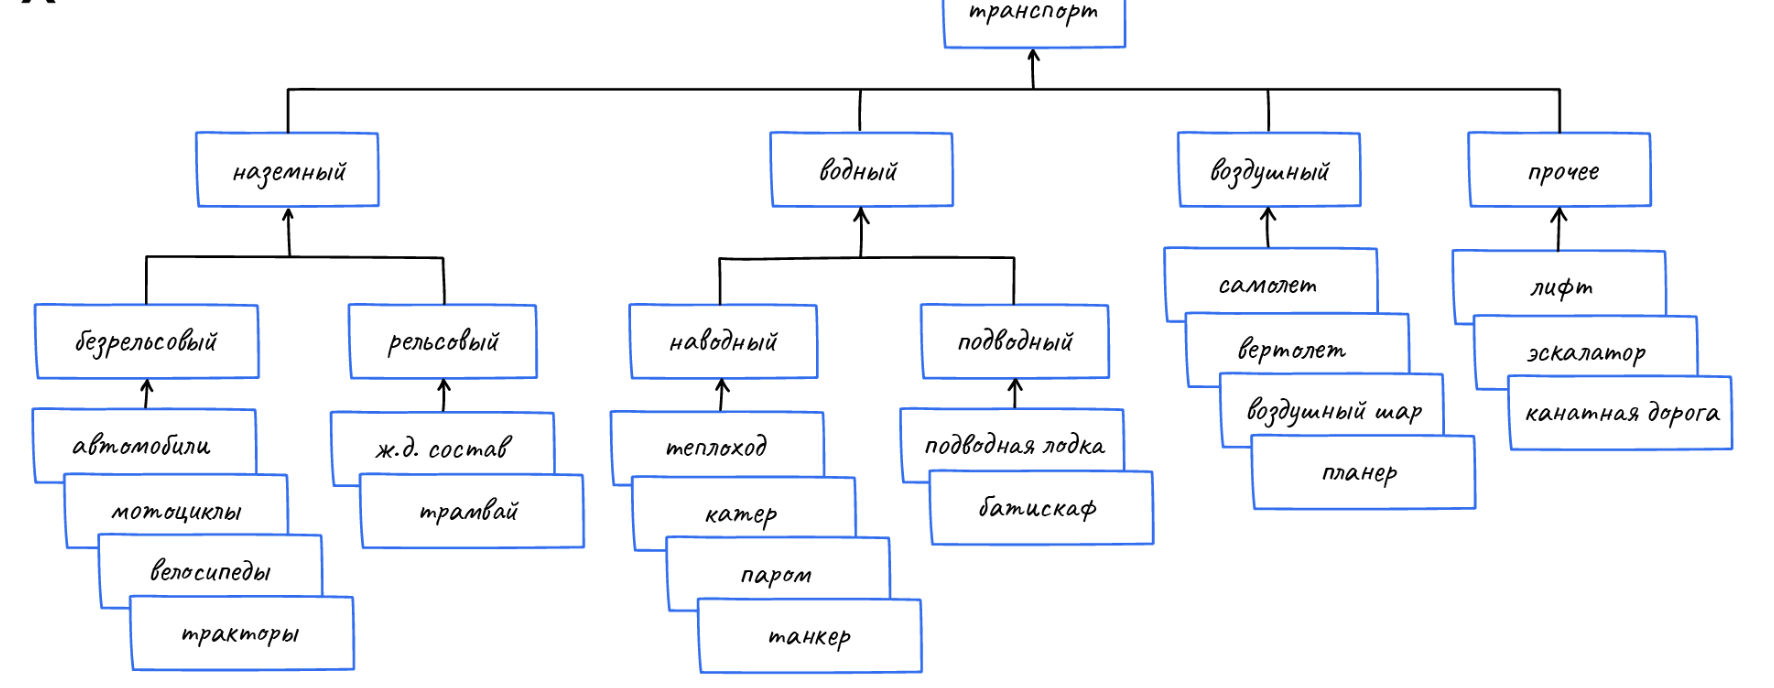 транспорт
наземный
водный
воздушный
прочее
безрельсовый
рельсовый
наводный
подводный
самолет
вертолет
воздушный шар
планер
лифт
эскалатор
канатная дорога
автомобили
мотоциклы
велосипеды
тракторы
ж.д. состав
трамвай
теплоход
катер
паром
танкер
подводная лодка
батискаф